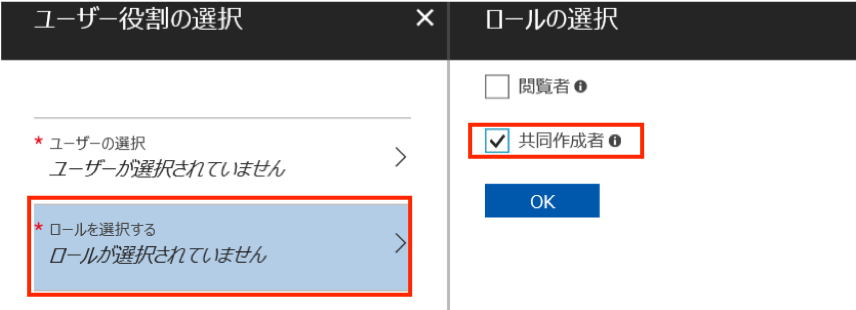 ユーザー役割の選択
* ユーザーの選択
ユーザーが選択されていません
* ロールを選択する
ロールが選択されていません
ロールの選択
閲覧者
共同作成者
OK